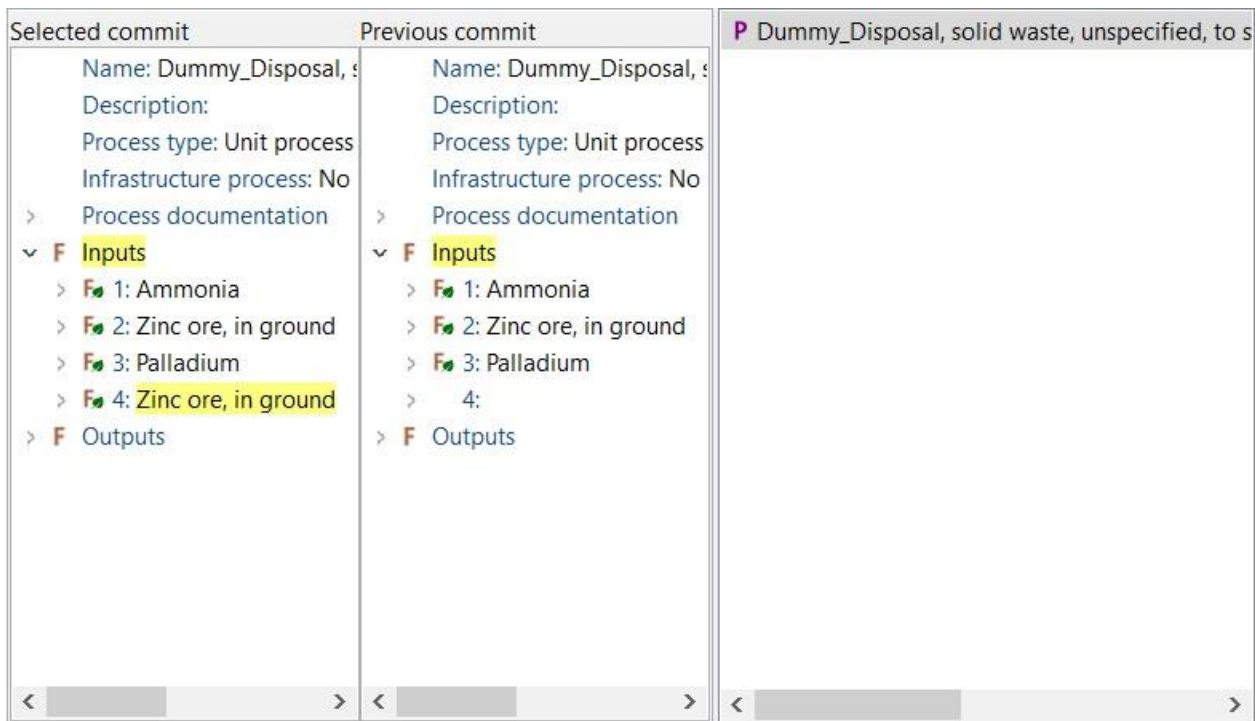 Selected commit
Name: Dummy_Disposal,
Description:
Process type: Unit process
Infrastructure process: No
Process documentation
F Inputs
F 1: Ammonia
F 2: Zinc ore, in ground
F 3: Palladium
F 4: Zinc ore, in ground
F Outputs
Previous commit
Name: Dummy_Disposal,
Description:
Process type: Unit process
Infrastructure process: No
Process documentation
F Inputs
F 1: Ammonia
F 2: Zinc ore, in ground
F 3: Palladium
4:
F Outputs
P Dummy_Disposal, solid waste, unspecified, to s